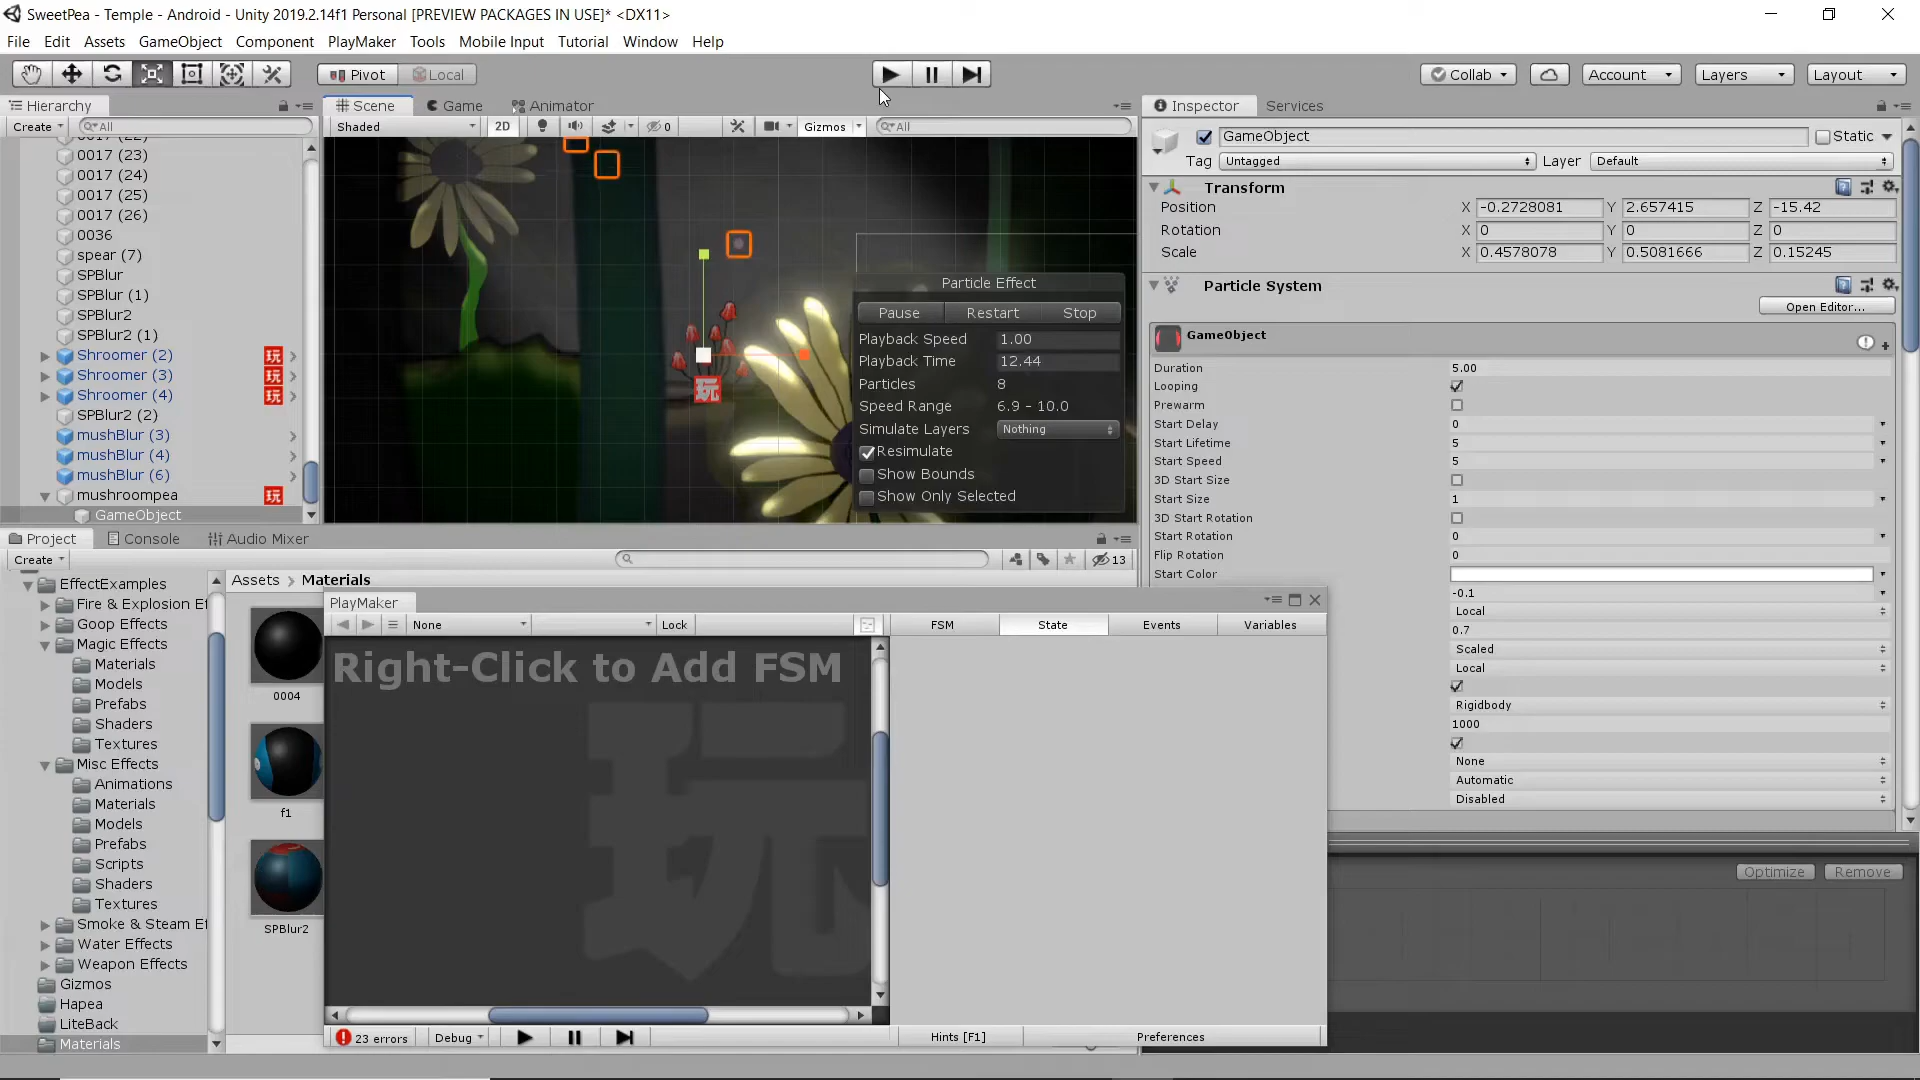 SweetPea - Temple - Android - Unity 2019.2.14f1 Personal [PREVIEW PACKAGES IN USE]* <DX11>
File Edit Assets GameObject Component PlayMaker Tools Mobile Input Tutorial Window Help
Pivot Local Collab Account Layers Layout
Hierarchy
Create All
0017 (23)
0017 (24)
0017 (25)
0017 (26)
0036
spear (7)
SPBlur
SPBlur (1)
SPBlur2
SPBlur2 (1)
Shroomer (2) 玩
Shroomer (3) 玩
Shroomer (4) 玩
SPBlur2 (2)
mushBlur (3)
mushBlur (4)
mushBlur (6)
mushroompea 玩
GameObject
Scene Game Animator
Shaded 2D 0 Gizmos All
玩
Particle Effect
Pause Restart Stop
Playback Speed 1.00
Playback Time 12.44
Particles 8
Speed Range 6.9 - 10.0
Simulate Layers Nothing
Resimulate
Show Bounds
Show Only Selected
Inspector Services
GameObject Static
Tag Untagged Layer Default
Transform
Position X -0.2728081 Y 2.657415 Z -15.42
Rotation X 0 Y 0 Z 0
Scale X 0.4578078 Y 0.5081666 Z 0.15245
Particle System
Open Editor...
GameObject
Duration 5.00
Looping
Prewarm
Start Delay 0
Start Lifetime 5
Start Speed 5
3D Start Size
Start Size 1
3D Start Rotation
Start Rotation 0
Flip Rotation 0
Start Color
-0.1
Local
0.7
Scaled
Local
Rigidbody
1000
None
Automatic
Disabled
Optimize Remove
Project Console Audio Mixer
Create 13
EffectExamples
Fire & Explosion Ef
Goop Effects
Magic Effects
Materials
Models
Prefabs
Shaders
Textures
Misc Effects
Animations
Materials
Models
Prefabs
Scripts
Shaders
Textures
Smoke & Steam Ef
Water Effects
Weapon Effects
Gizmos
Hapea
LiteBack
Materials
Assets > Materials
0004
f1
SPBlur2
PlayMaker
None Lock FSM State Events Variables
Right-Click to Add FSM
玩
23 errors Debug Hints [F1] Preferences